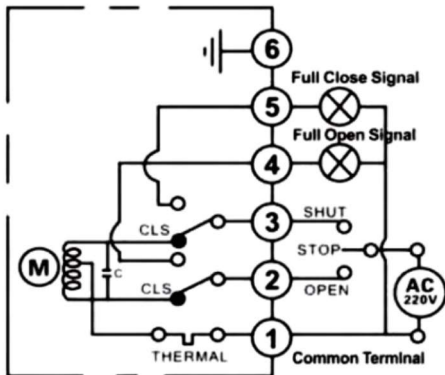 6
Full Close Signal
5
Full Open Signal
4
CLS
3
SHUT
STOP
M
C
CLS
2
OPEN
AC
220V
THERMAL
1
Common Terminal